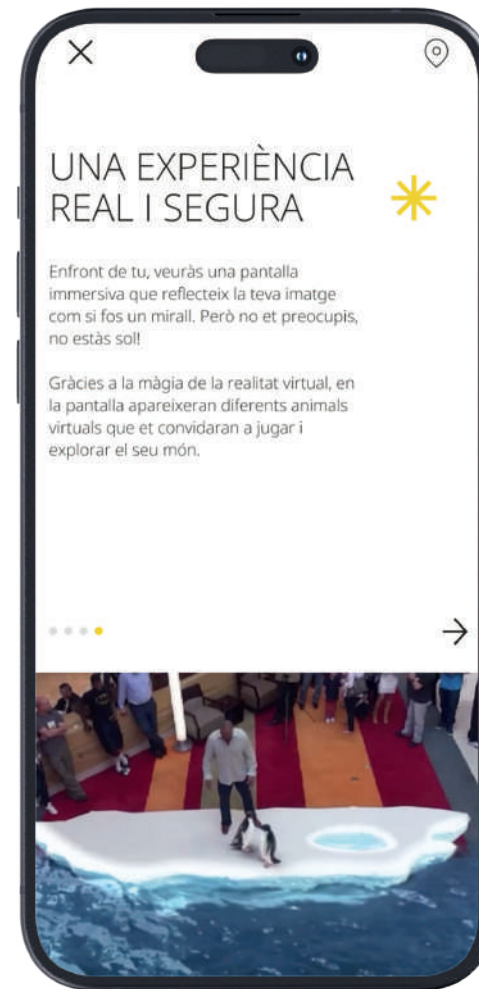 UNA EXPERIÈNCIA
REAL I SEGURA
Enfront de tu, veuràs una pantalla
immersiva que reflecteix la teva imatge
com si fos un mirall. Però no et preocupis,
no estàs sol!
Gràcies a la màgia de la realitat virtual, en
la pantalla apareixeran diferents animals
virtuals que et convidaran a jugar i
explorar el seu món.